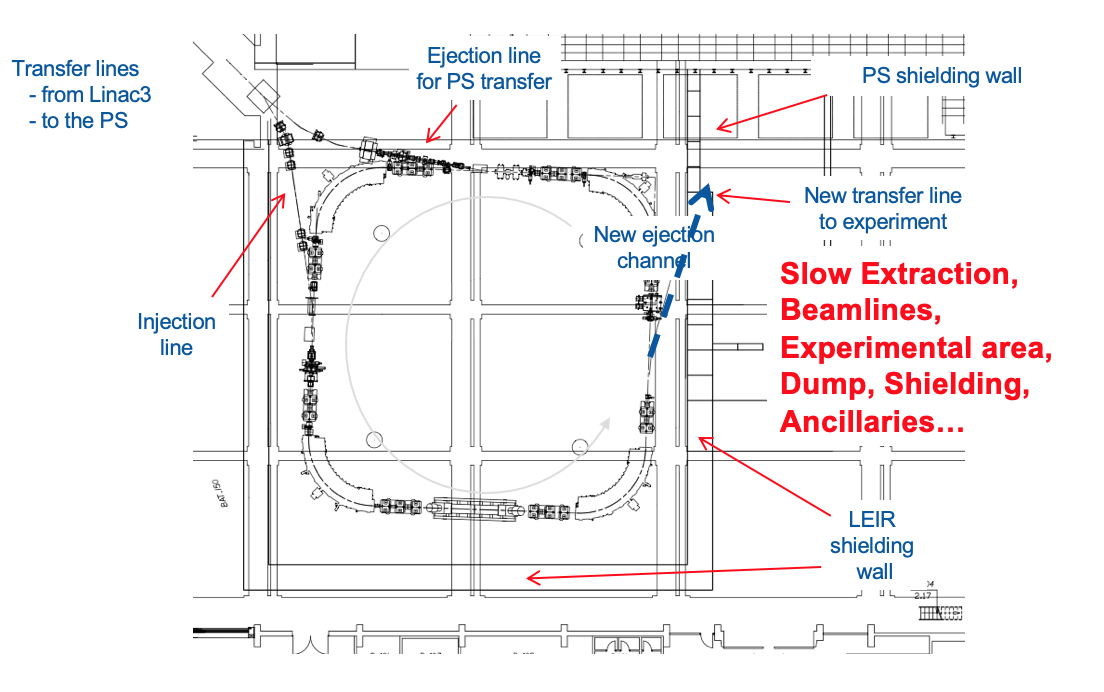 Transfer lines
- from Linac3
- to the PS
Ejection line
for PS transfer
PS shielding wall
New transfer line
to experiment
New ejection
channel
Slow Extraction,
Beamlines,
Experimental area,
Dump, Shielding,
Ancillaries…
Injection
line
BAT.150
LEIR
shielding
wall
2.17